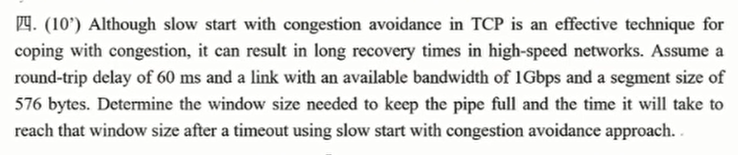 四. (10’) Although slow start with congestion avoidance in TCP is an effective technique for
coping with congestion, it can result in long recovery times in high-speed networks. Assume a
round-trip delay of 60 ms and a link with an available bandwidth of 1Gbps and a segment size of
576 bytes. Determine the window size needed to keep the pipe full and the time it will take to
reach that window size after a timeout using slow start with congestion avoidance approach.